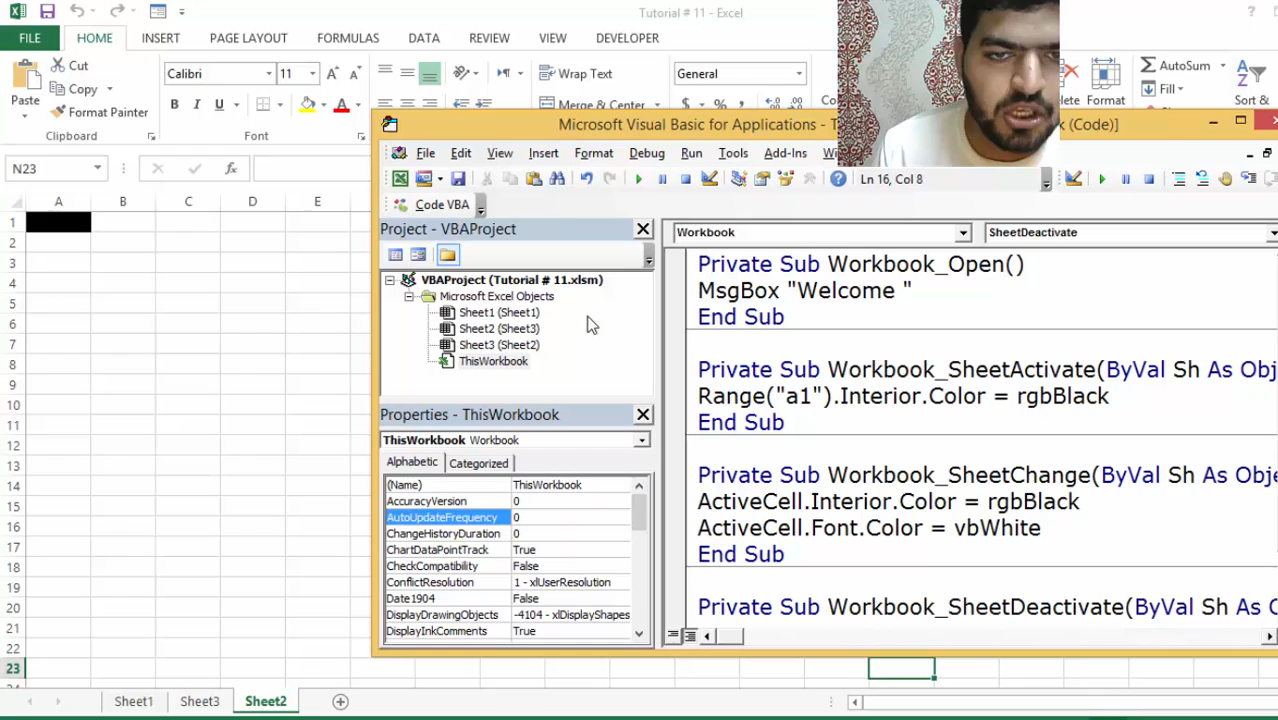 Tutorial # 11 - Excel
?
FILE
HOME
INSERT
PAGE LAYOUT
FORMULAS
DATA
REVIEW
VIEW
DEVELOPER
Paste
Cut
Copy
Format Painter
Clipboard
Calibri
11
B I U
Font
Wrap Text
Merge & Center
General
$ % ,
Format
AutoSum
Fill
Sort &
N23
fx
A B C D E
1
2
3
4
5
6
7
8
9
10
11
12
13
14
15
16
17
18
19
20
21
22
23
Microsoft Visual Basic for Applications - T
(Code)]
File Edit View Insert Format Debug Run Tools Add-Ins
Ln 16, Col 8
Code VBA
Project - VBAProject
VBAProject (Tutorial # 11.xlsm)
Microsoft Excel Objects
Sheet1 (Sheet1)
Sheet2 (Sheet3)
Sheet3 (Sheet2)
ThisWorkbook
Properties - ThisWorkbook
ThisWorkbook Workbook
Alphabetic Categorized
(Name) ThisWorkbook
AccuracyVersion 0
AutoUpdateFrequency 0
ChangeHistoryDuration 0
ChartDataPointTrack True
CheckCompatibility False
ConflictResolution 1 - xlUserResolution
Date1904 False
DisplayDrawingObjects -4104 - xlDisplayShapes
DisplayInkComments True
Workbook
SheetDeactivate
Private Sub Workbook_Open()
MsgBox "Welcome "
End Sub
Private Sub Workbook_SheetActivate(ByVal Sh As Obj
Range("a1").Interior.Color = rgbBlack
End Sub
Private Sub Workbook_SheetChange(ByVal Sh As Obje
ActiveCell.Interior.Color = rgbBlack
ActiveCell.Font.Color = vbWhite
End Sub
Private Sub Workbook_SheetDeactivate(ByVal Sh As O
Sheet1 Sheet3 Sheet2